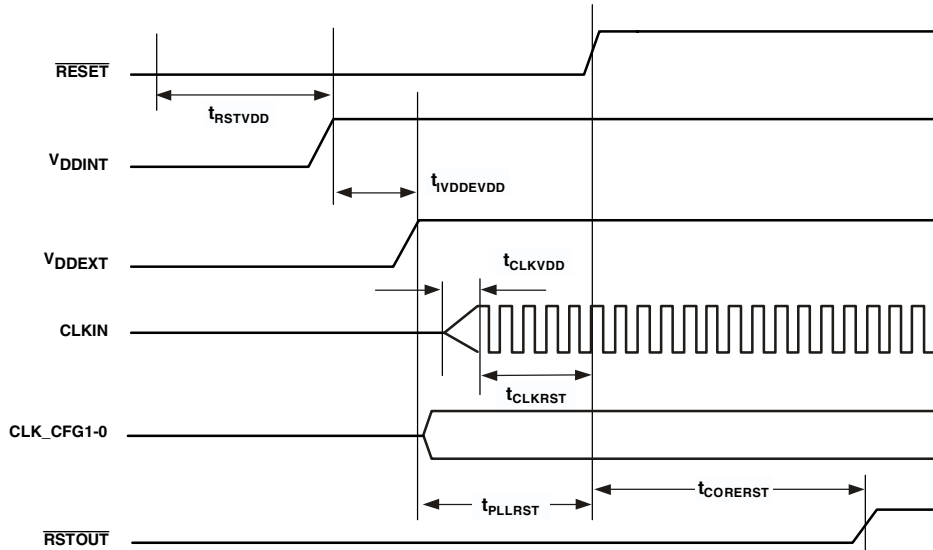 RESET
tRSTVDD
VDDINT
tIVDDEVDD
VDDEXT
tCLKVDD
CLKIN
tCLKRST
CLK_CFG1-0
tPLLRST
tCORERST
RSTOUT